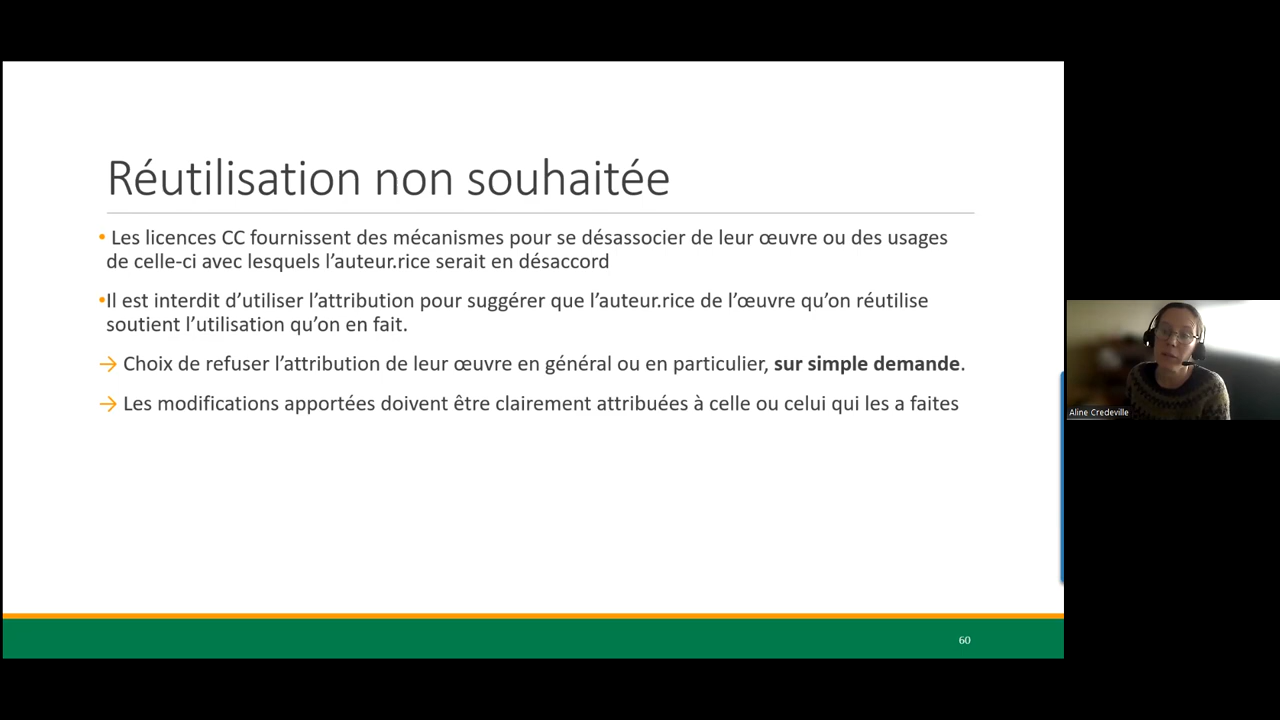 Réutilisation non souhaitée
• Les licences CC fournissent des mécanismes pour se désassocier de leur œuvre ou des usages
de celle-ci avec lesquels l’auteur.rice serait en désaccord
•Il est interdit d’utiliser l’attribution pour suggérer que l’auteur.rice de l’œuvre qu’on réutilise
soutient l’utilisation qu’on en fait.
→ Choix de refuser l’attribution de leur œuvre en général ou en particulier, sur simple demande.
→ Les modifications apportées doivent être clairement attribuées à celle ou celui qui les a faites
Aline Credeville
60